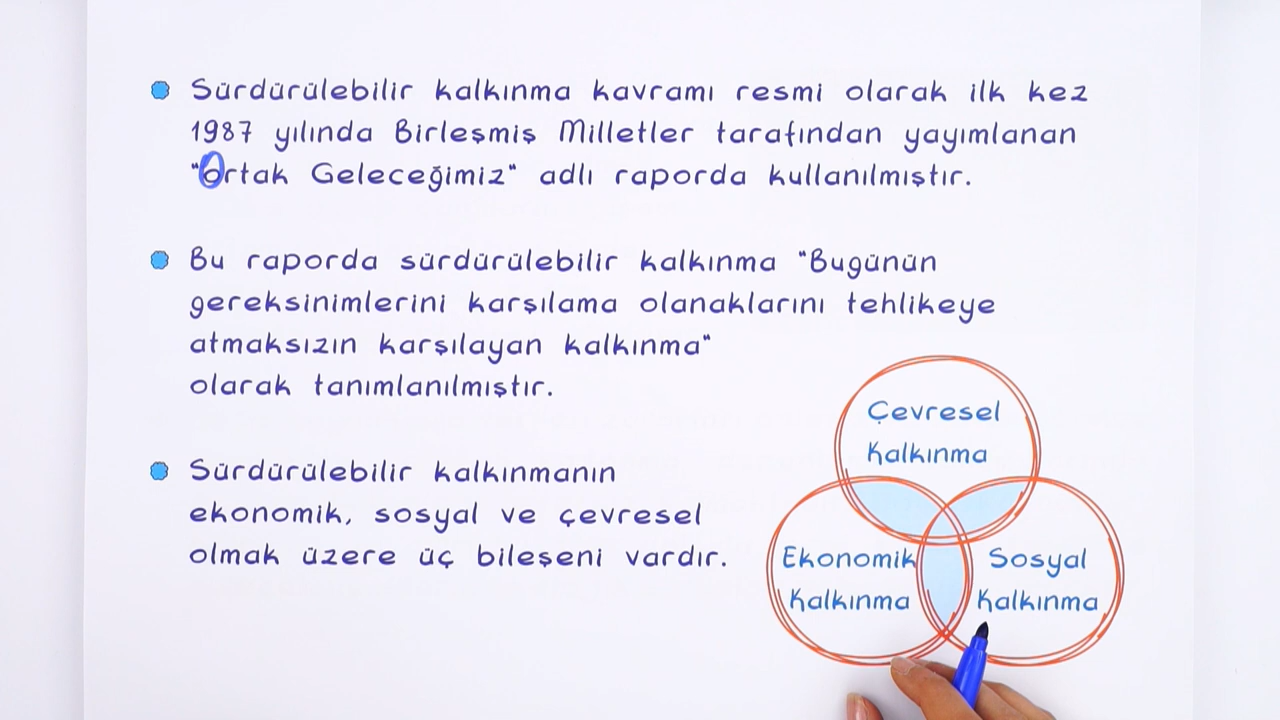 Sürdürülebilir kalkınma kavramı resmi olarak ilk kez
1987 yılında Birleşmiş Milletler tarafından yayımlanan
"Ortak Geleceğimiz" adlı raporda kullanılmıştır.
Bu raporda sürdürülebilir kalkınma "Bugünün
gereksinimlerini karşılama olanaklarını tehlikeye
atmaksızın karşılayan kalkınma"
olarak tanımlanılmıştır.
Sürdürülebilir kalkınmanın
ekonomik, sosyal ve çevresel
olmak üzere üç bileşeni vardır.
Çevresel
Kalkınma
Ekonomik
Kalkınma
Sosyal
Kalkınma